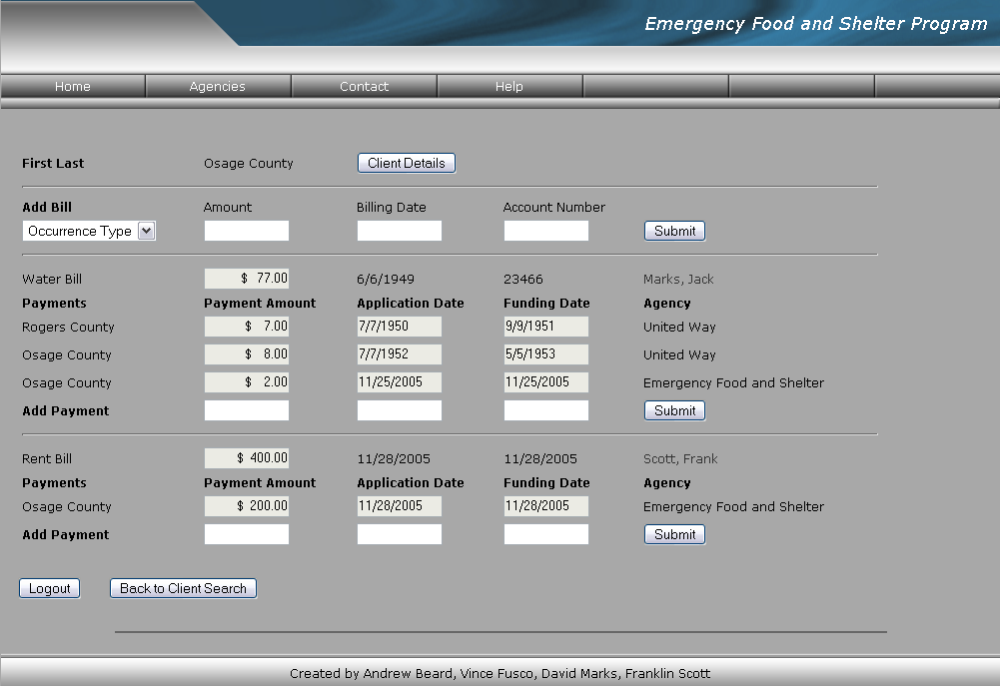 Emergency Food and Shelter Program
Home Agencies Contact Help
First Last Osage County Client Details
Add Bill Amount Billing Date Account Number
Occurrence Type Submit
Water Bill $ 77.00 6/6/1949 23466 Marks, Jack
Payments Payment Amount Application Date Funding Date Agency
Rogers County $ 7.00 7/7/1950 9/9/1951 United Way
Osage County $ 8.00 7/7/1952 5/5/1953 United Way
Osage County $ 2.00 11/25/2005 11/25/2005 Emergency Food and Shelter
Add Payment Submit
Rent Bill $ 400.00 11/28/2005 11/28/2005 Scott, Frank
Payments Payment Amount Application Date Funding Date Agency
Osage County $ 200.00 11/28/2005 11/28/2005 Emergency Food and Shelter
Add Payment Submit
Logout Back to Client Search
Created by Andrew Beard, Vince Fusco, David Marks, Franklin Scott